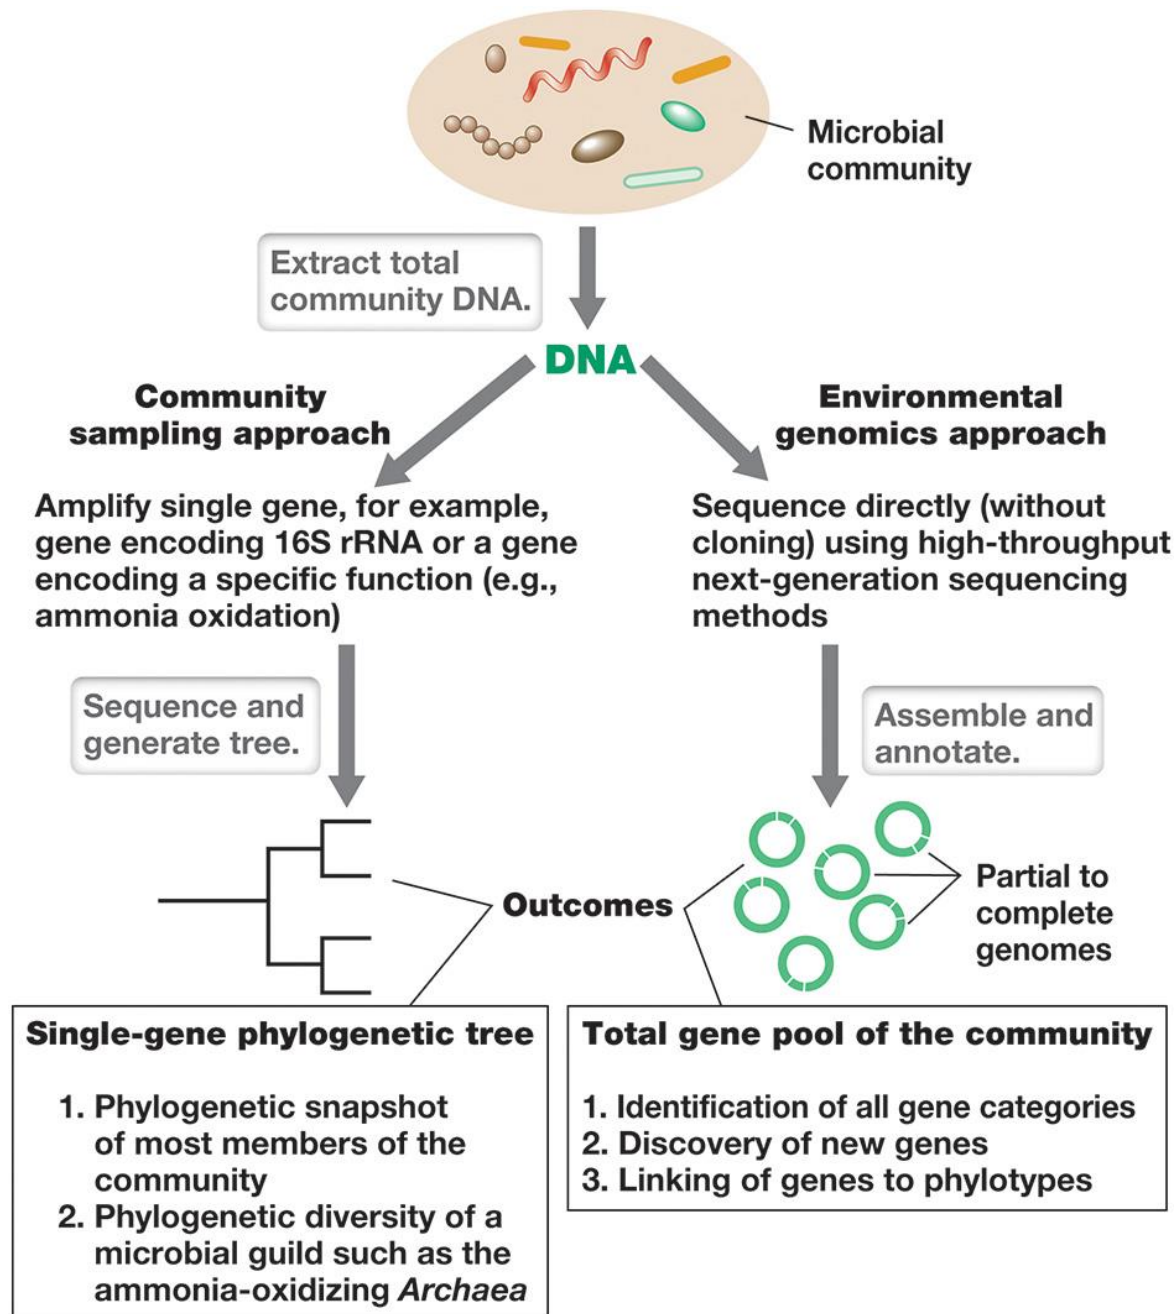 Microbial
community
Extract total
community DNA.
DNA
Community
sampling approach
Environmental
genomics approach
Amplify single gene, for example,
gene encoding 16S rRNA or a gene
encoding a specific function (e.g.,
ammonia oxidation)
Sequence directly (without
cloning) using high-throughput
next-generation sequencing
methods
Sequence and
generate tree.
Assemble and
annotate.
Outcomes
Partial to
complete
genomes
Single-gene phylogenetic tree
1. Phylogenetic snapshot
of most members of the
community
2. Phylogenetic diversity of a
microbial guild such as the
ammonia-oxidizing Archaea
Total gene pool of the community
1. Identification of all gene categories
2. Discovery of new genes
3. Linking of genes to phylotypes